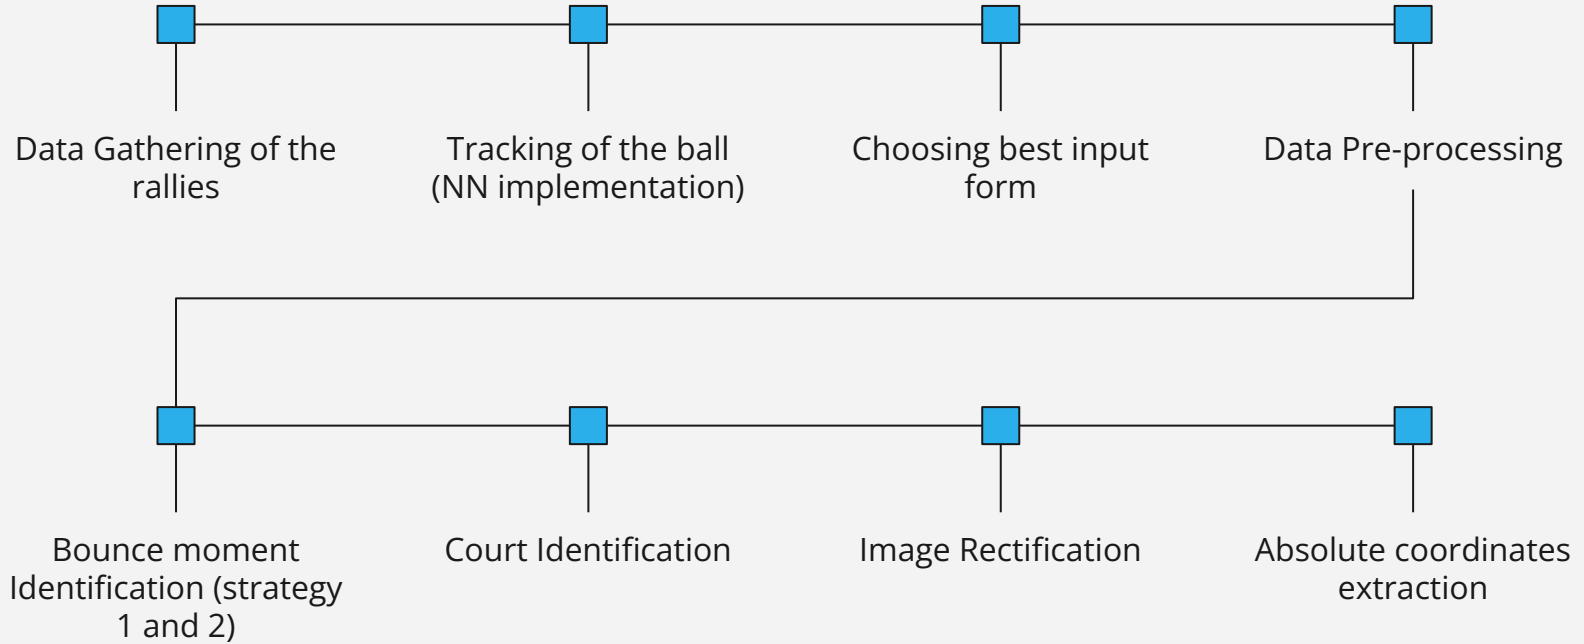 Data Gathering of the
rallies
Tracking of the ball
(NN implementation)
Choosing best input
form
Data Pre-processing
Bounce moment
Identification (strategy
1 and 2)
Court Identification
Image Rectification
Absolute coordinates
extraction